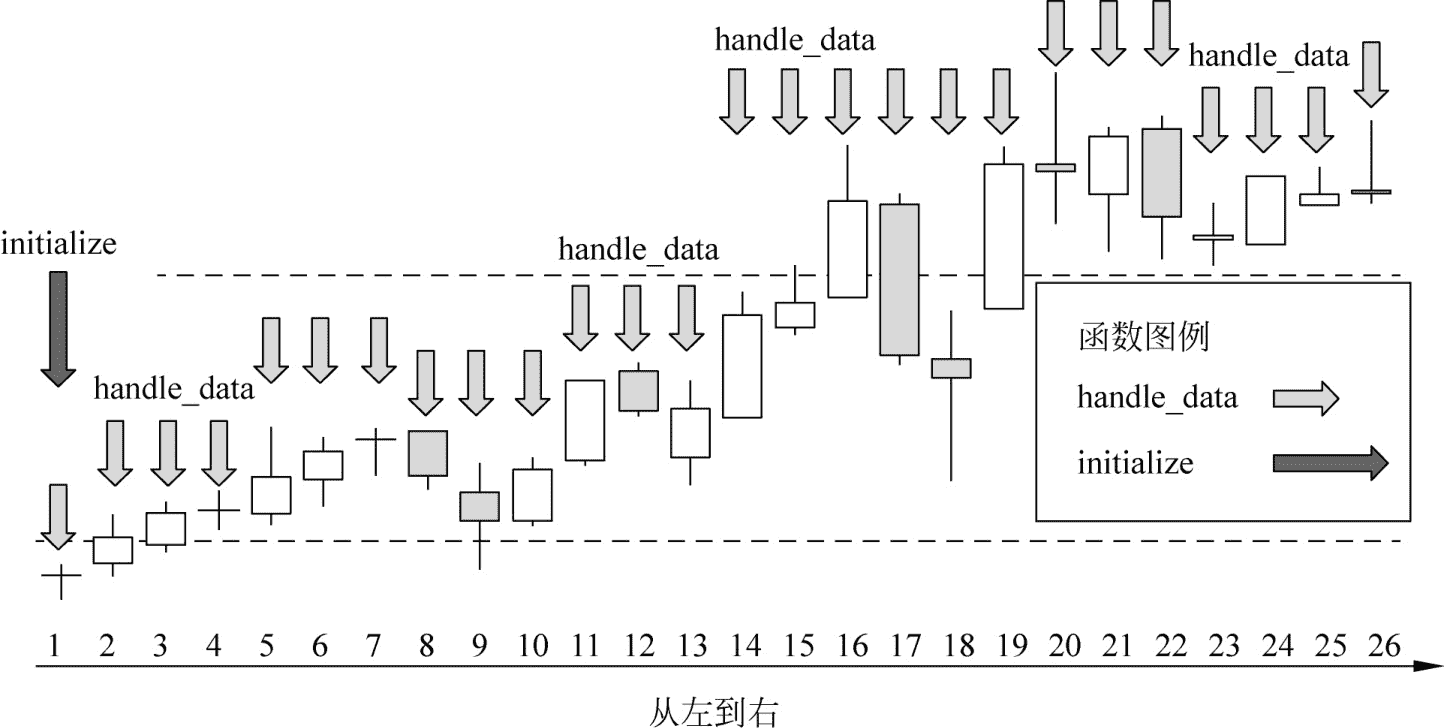 handle_data
handle_data
initialize
handle_data
handle_data
函数图例
handle_data
initialize
1 2 3 4 5 6 7 8 9 10 11 12 13 14 15 16 17 18 19 20 21 22 23 24 25 26
从左到右